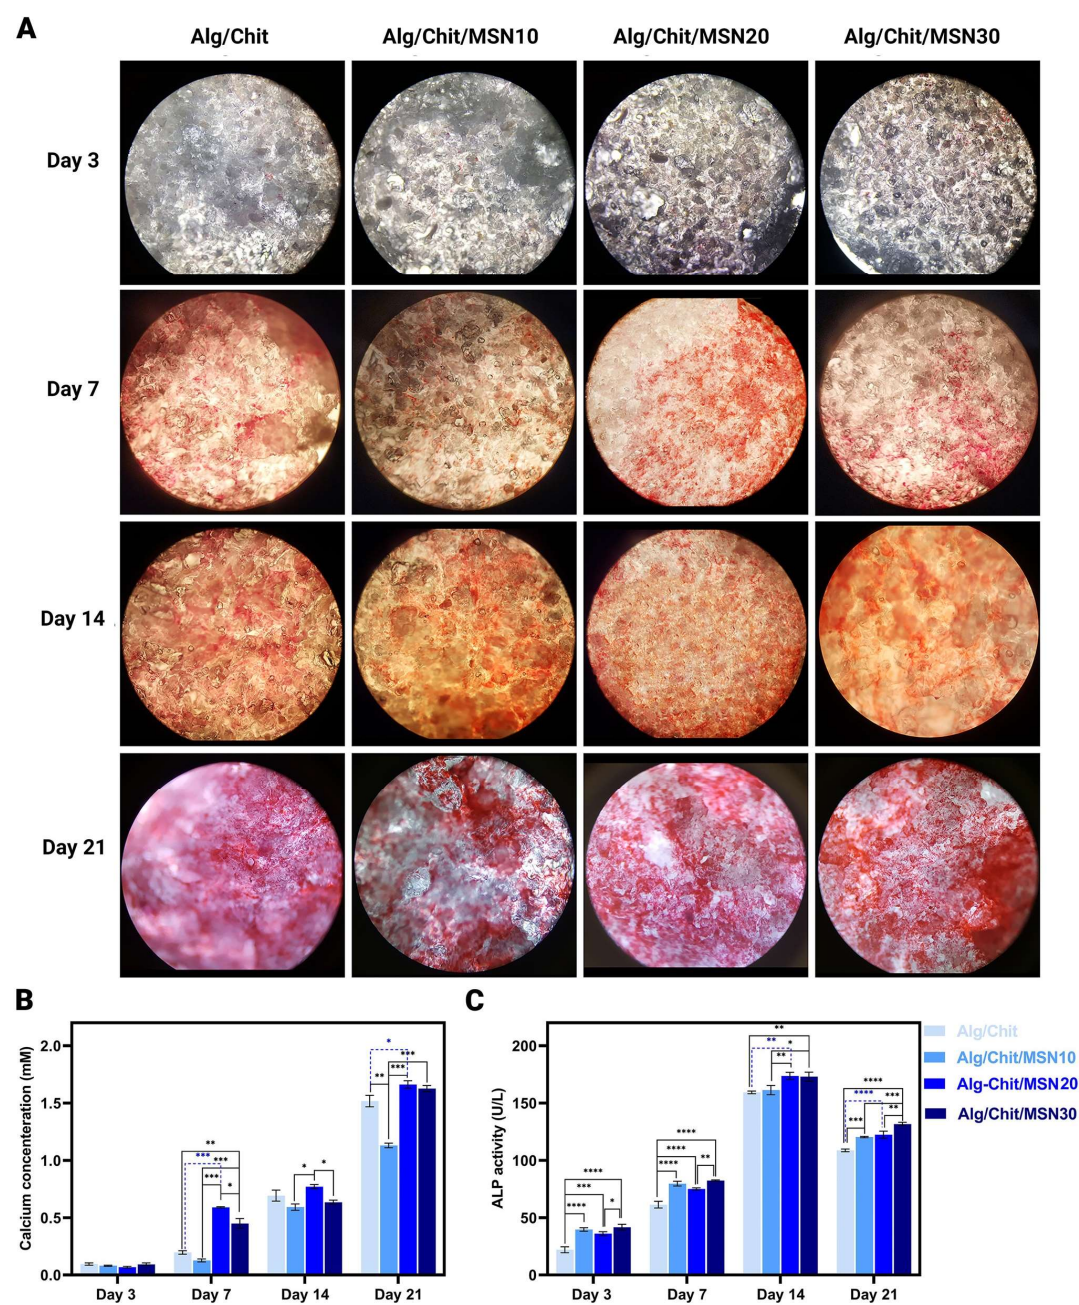 A
Alg/Chit Alg/Chit/MSN10 Alg/Chit/MSN20 Alg/Chit/MSN30
Day 3
Day 7
Day 14
Day 21
B
Calcium concenteration (mM)
2.0
1.5
1.0
0.5
0.0
** *** *** *** *
* *
* *** *** **
Day 3 Day 7 Day 14 Day 21
C
ALP activity (U/L)
200
150
100
50
0
**** *** **** *
**** **** **** **
** ** * **
**** **** *** *** **
Day 3 Day 7 Day 14 Day 21
Alg/Chit
Alg/Chit/MSN10
Alg-Chit/MSN20
Alg/Chit/MSN30